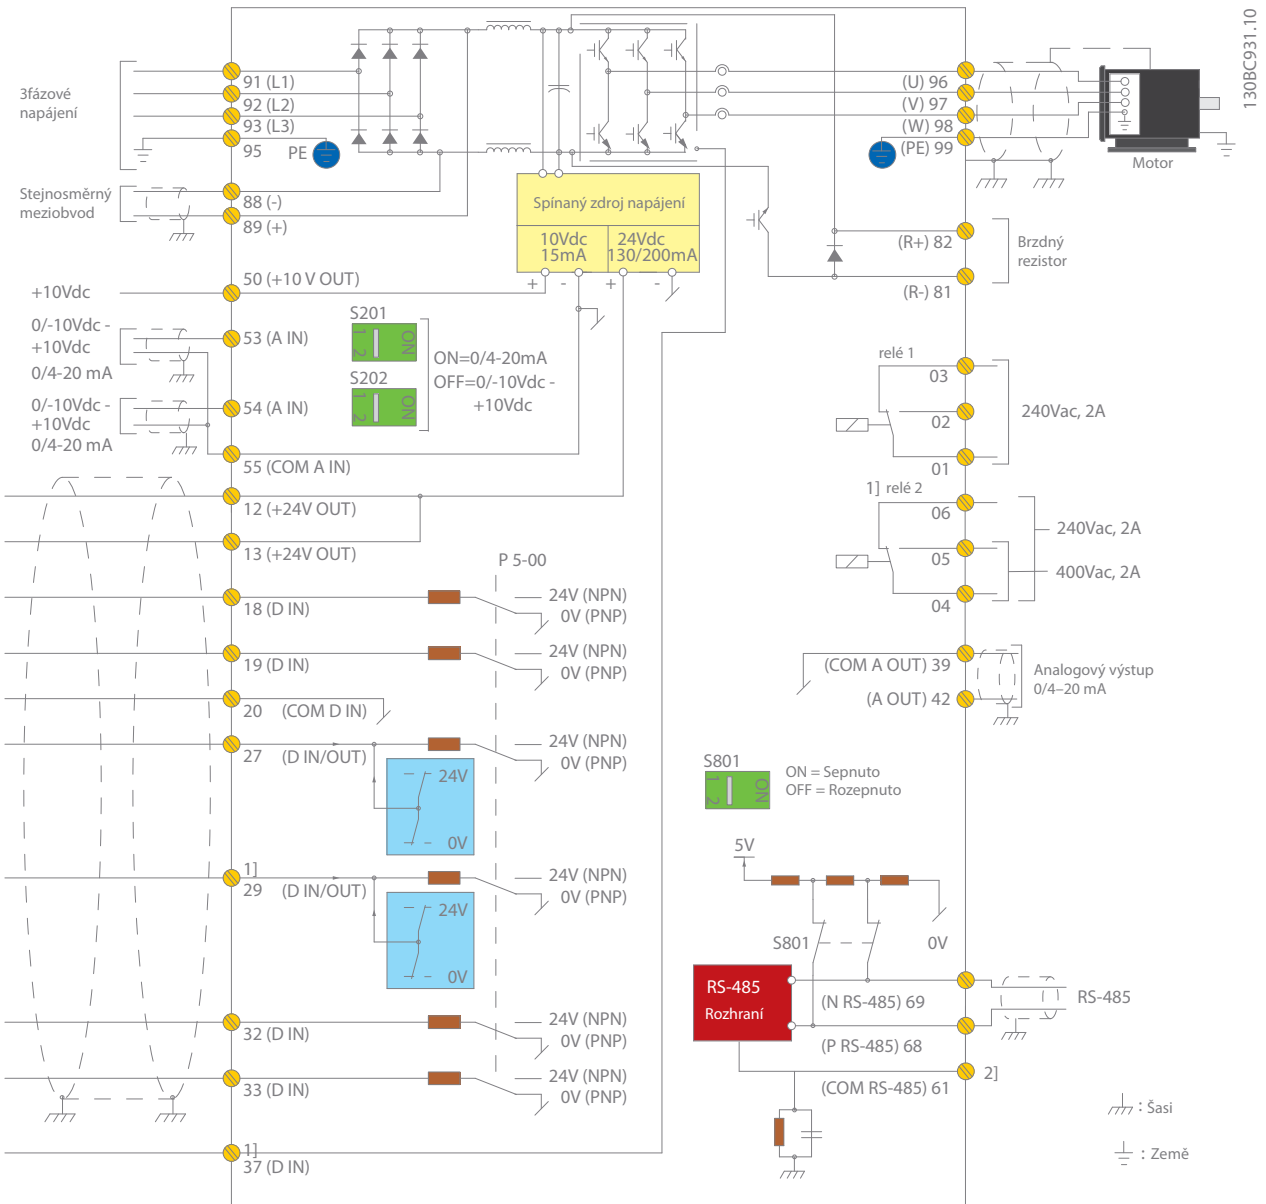 130BC931.10
3fázové
napájení
91 (L1)
92 (L2)
93 (L3)
95
PE
Stejnosměrný
meziobvod
88 (-)
89 (+)
Spínaný zdroj napájení
10Vdc
15mA
24Vdc
130/200mA
+ - + -
(U) 96
(V) 97
(W) 98
(PE) 99
Motor
(R+) 82
(R-) 81
Brzdný
rezistor
+10Vdc
50 (+10 V OUT)
0/-10Vdc -
+10Vdc
0/4-20 mA
53 (A IN)
0/-10Vdc -
+10Vdc
0/4-20 mA
54 (A IN)
55 (COM A IN)
S201
1 2
ON
S202
1 2
ON
ON=0/4-20mA
OFF=0/-10Vdc -
+10Vdc
relé 1
03
02
01
240Vac, 2A
1] relé 2
06
05
04
240Vac, 2A
400Vac, 2A
12 (+24V OUT)
13 (+24V OUT)
P 5-00
18 (D IN)
24V (NPN)
0V (PNP)
19 (D IN)
24V (NPN)
0V (PNP)
20 (COM D IN)
27 (D IN/OUT)
24V (NPN)
0V (PNP)
24V
0V
1]
29 (D IN/OUT)
24V (NPN)
0V (PNP)
24V
0V
32 (D IN)
24V (NPN)
0V (PNP)
33 (D IN)
24V (NPN)
0V (PNP)
1]
37 (D IN)
(COM A OUT) 39
(A OUT) 42
Analogový výstup
0/4–20 mA
S801
1 2
ON
ON = Sepnuto
OFF = Rozepnuto
5V
S801
0V
RS-485
Rozhraní
(N RS-485) 69
(P RS-485) 68
(COM RS-485) 61
RS-485
2]
: Šasi
: Země